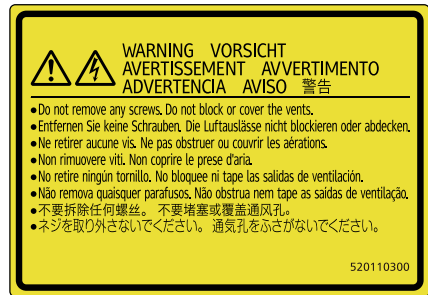 WARNING VORSICHT
AVERTISSEMENT AVVERTIMENTO
ADVERTENCIA AVISO 警告
•Do not remove any screws. Do not block or cover the vents.
•Entfernen Sie keine Schrauben. Die Luftauslässe nicht blockieren oder abdecken.
•Ne retirer aucune vis. Ne pas obstruer ou couvrir les aérations.
•Non rimuovere viti. Non coprire le prese d'aria.
•No retire ningún tornillo. No bloquee ni tape las salidas de ventilación.
•Não remova quaisquer parafusos. Não obstrua nem tape as saídas de ventilação.
•不要拆除任何螺丝。 不要堵塞或覆盖通风孔。
•ネジを取り外さないでください。 通気孔をふさがないでください。
520110300